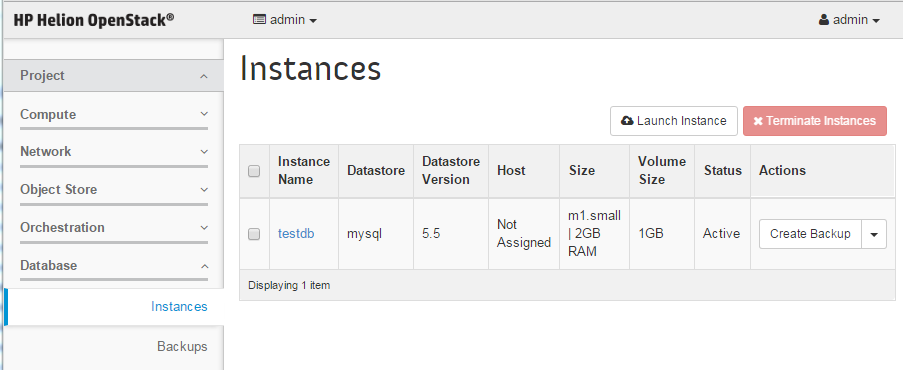 HP Helion OpenStack®
admin
admin
Project
Compute
Network
Object Store
Orchestration
Database
Instances
Backups
Instances
Launch Instance
Terminate Instances
Instance Name Datastore Datastore Version Host Size Volume Size Status Actions
testdb mysql 5.5 Not Assigned m1.small | 2GB RAM 1GB Active Create Backup
Displaying 1 item